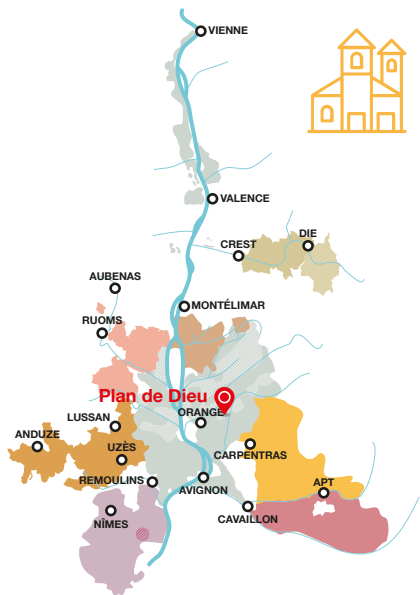 VIENNE
VALENCE
DIE
CREST
AUBENAS
MONTÉLIMAR
RUOMS
Plan de Dieu
ORANGE
LUSSAN
ANDUZE
UZÈS
CARPENTRAS
REMOULINS
AVIGNON
APT
NÎMES
CAVAILLON